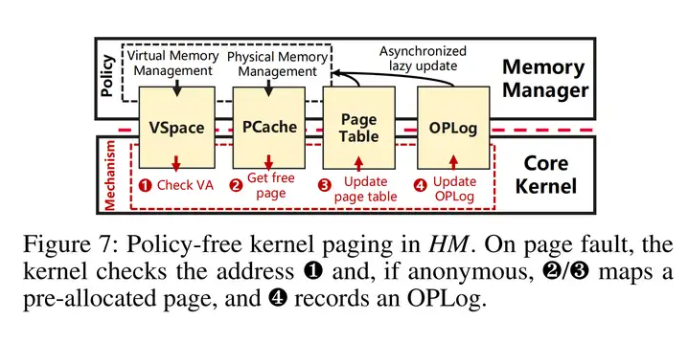 Policy
Virtual Memory
Management
Physical Memory
Management
Asynchronized
lazy update
Memory
Manager
VSpace
PCache
Page
Table
OPLog
Mechanism
❶ Check VA
❷ Get free
page
❸ Update
page table
❹ Update
OPLog
Core
Kernel
Figure 7: Policy-free kernel paging in HM. On page fault, the
kernel checks the address ❶ and, if anonymous, ❷/❸ maps a
pre-allocated page, and ❹ records an OPLog.